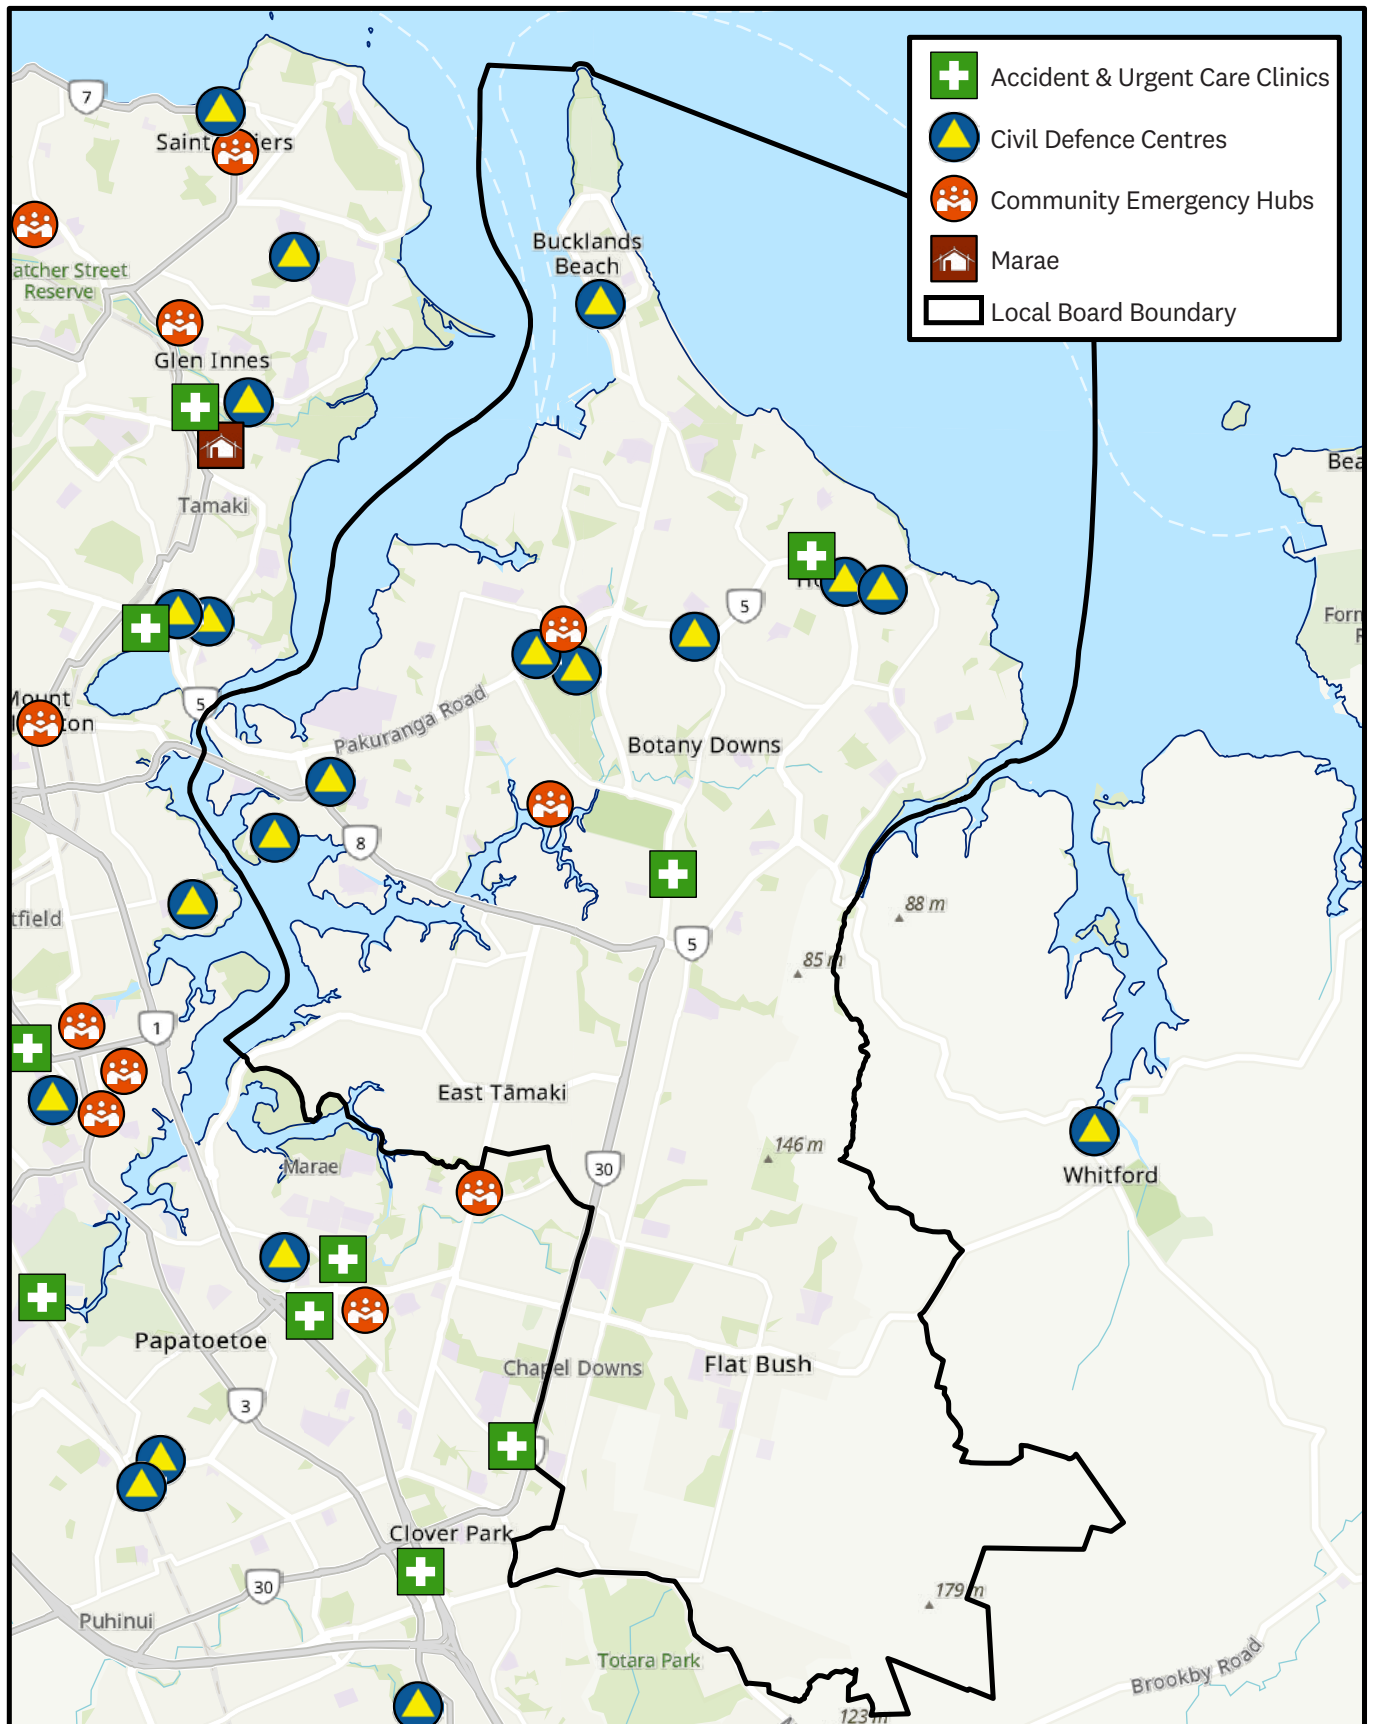 Accident & Urgent Care Clinics
Civil Defence Centres
Community Emergency Hubs
Marae
Local Board Boundary
7
Saint
iers
atcher Street
Reserve
Bucklands
Beach
Glen Innes
Tamaki
Bea
5
Forn
Mount
ton
5
Pakuranga Road
Botany Downs
8
88 m
tfield
5
85 m
1
East Tāmaki
146 m
Marae
30
Whitford
Papatoetoe
Chapel Downs
Flat Bush
3
Clover Park
30
179 m
Puhinui
Totara Park
Brookby Road
123 m